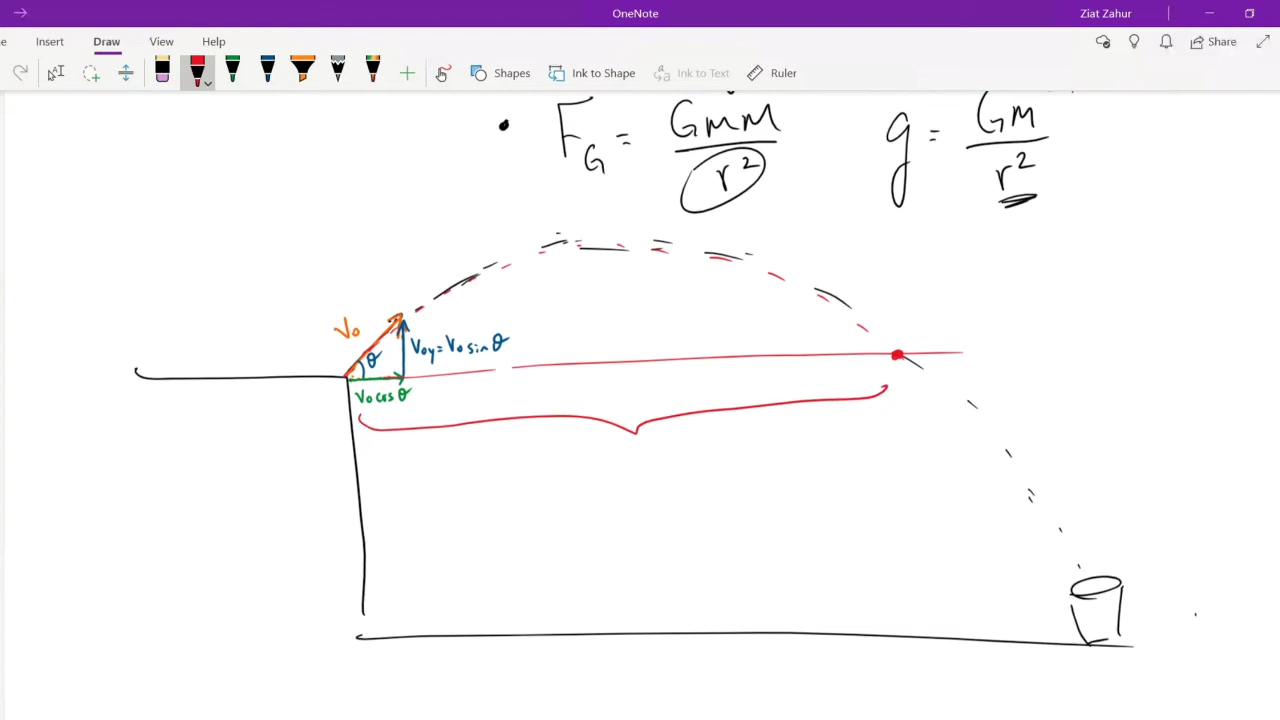 OneNote
Ziat Zahur
Insert Draw View Help
Share
Shapes
Ink to Shape
Ink to Text
Ruler
F_G = GmM / r²
g = GM / r²
V₀
θ
V₀y = V₀ sin θ
V₀ cos θ